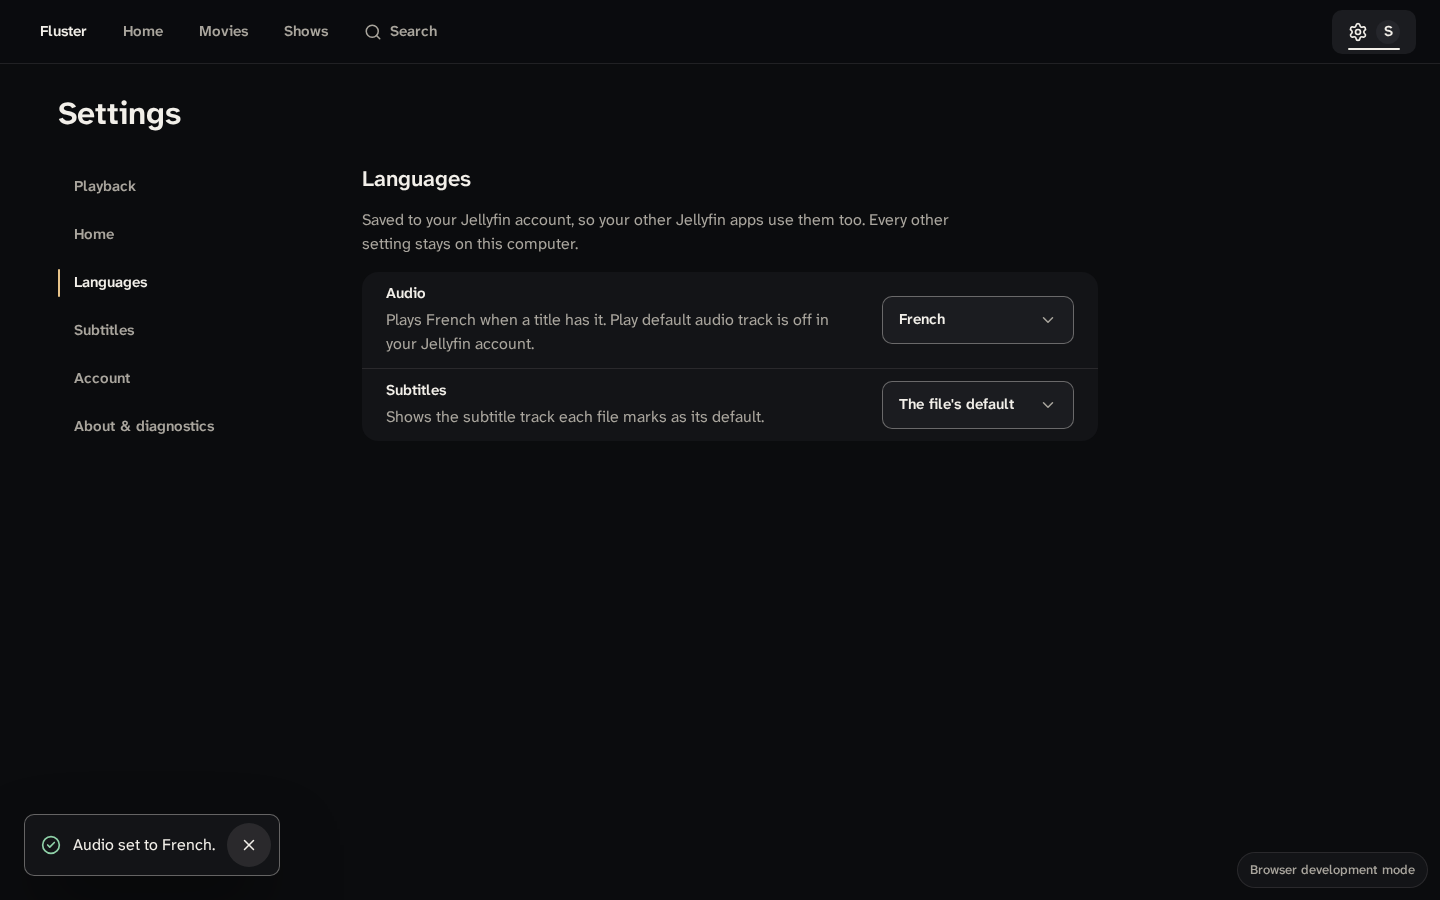 Fluster
Home
Movies
Shows
Search
S
Settings
Playback
Home
Languages
Subtitles
Account
About & diagnostics
Languages
Saved to your Jellyfin account, so your other Jellyfin apps use them too. Every other
setting stays on this computer.
Audio
Plays French when a title has it. Play default audio track is off in
your Jellyfin account.
French
Subtitles
Shows the subtitle track each file marks as its default.
The file's default
Audio set to French.
Browser development mode